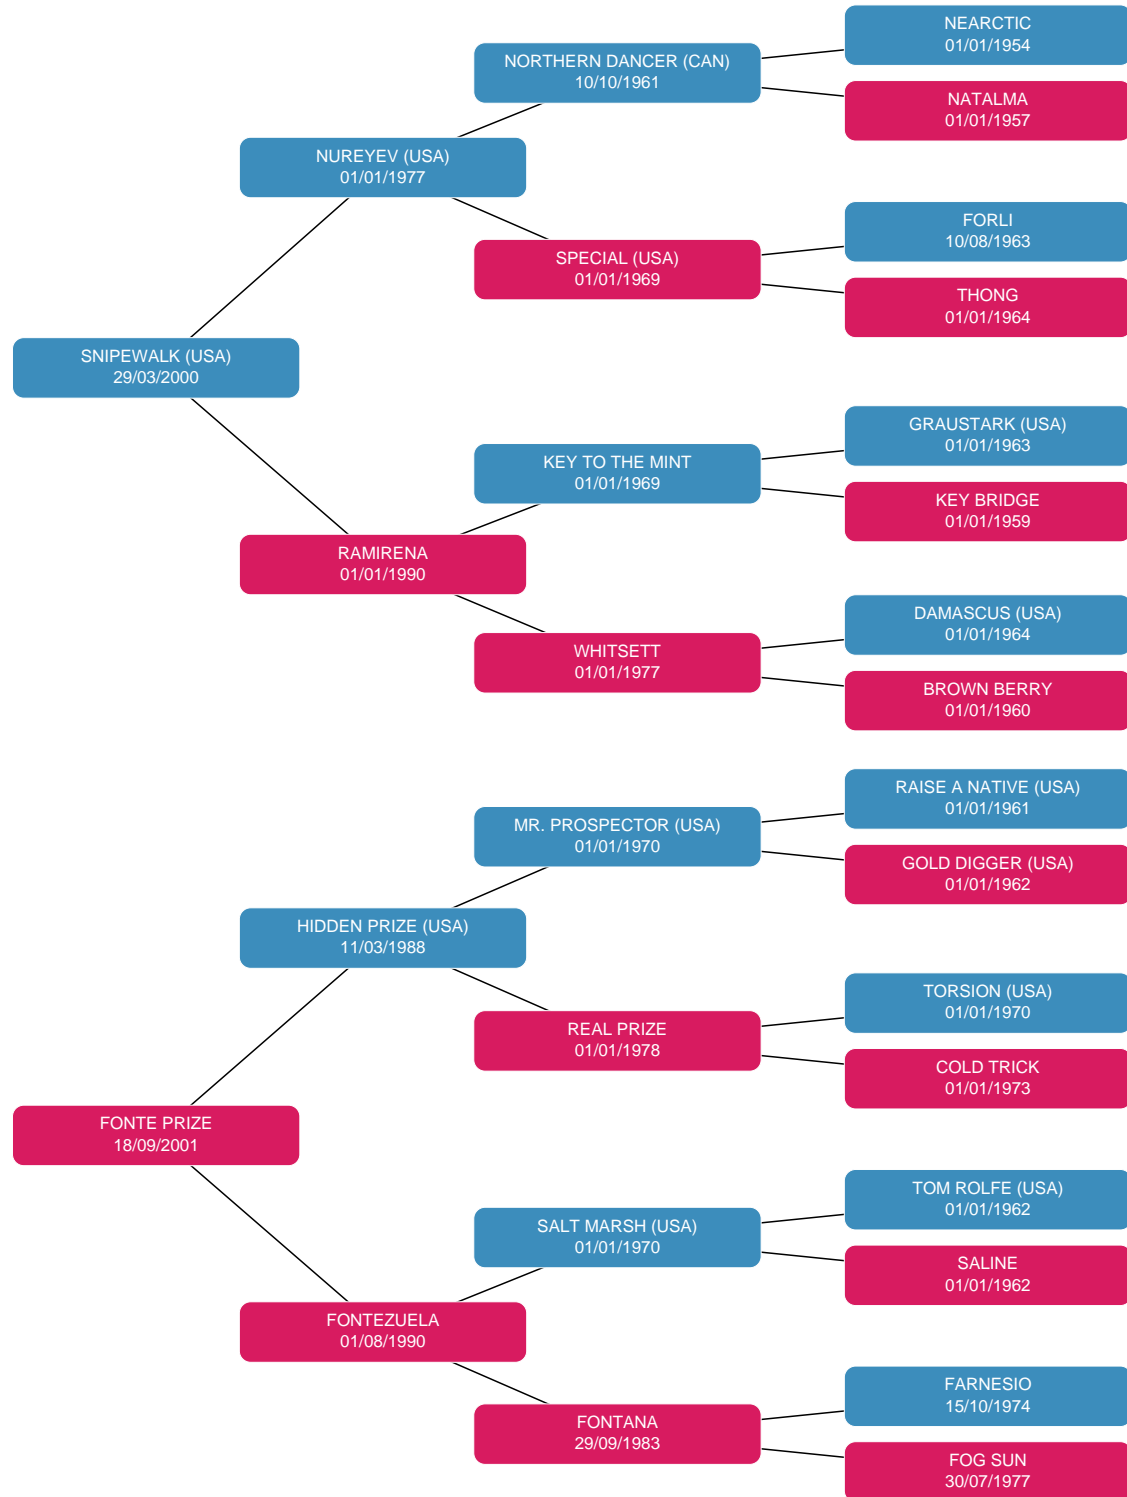 NEARCTIC
01/01/1954
NORTHERN DANCER (CAN)
10/10/1961
NATALMA
01/01/1957
NUREYEV (USA)
01/01/1977
FORLI
10/08/1963
SPECIAL (USA)
01/01/1969
THONG
01/01/1964
SNIPEWALK (USA)
29/03/2000
GRAUSTARK (USA)
01/01/1963
KEY TO THE MINT
01/01/1969
KEY BRIDGE
01/01/1959
RAMIRENA
01/01/1990
DAMASCUS (USA)
01/01/1964
WHITSETT
01/01/1977
BROWN BERRY
01/01/1960
RAISE A NATIVE (USA)
01/01/1961
MR. PROSPECTOR (USA)
01/01/1970
GOLD DIGGER (USA)
01/01/1962
HIDDEN PRIZE (USA)
11/03/1988
TORSION (USA)
01/01/1970
REAL PRIZE
01/01/1978
COLD TRICK
01/01/1973
FONTE PRIZE
18/09/2001
TOM ROLFE (USA)
01/01/1962
SALT MARSH (USA)
01/01/1970
SALINE
01/01/1962
FONTEZUELA
01/08/1990
FARNESIO
15/10/1974
FONTANA
29/09/1983
FOG SUN
30/07/1977